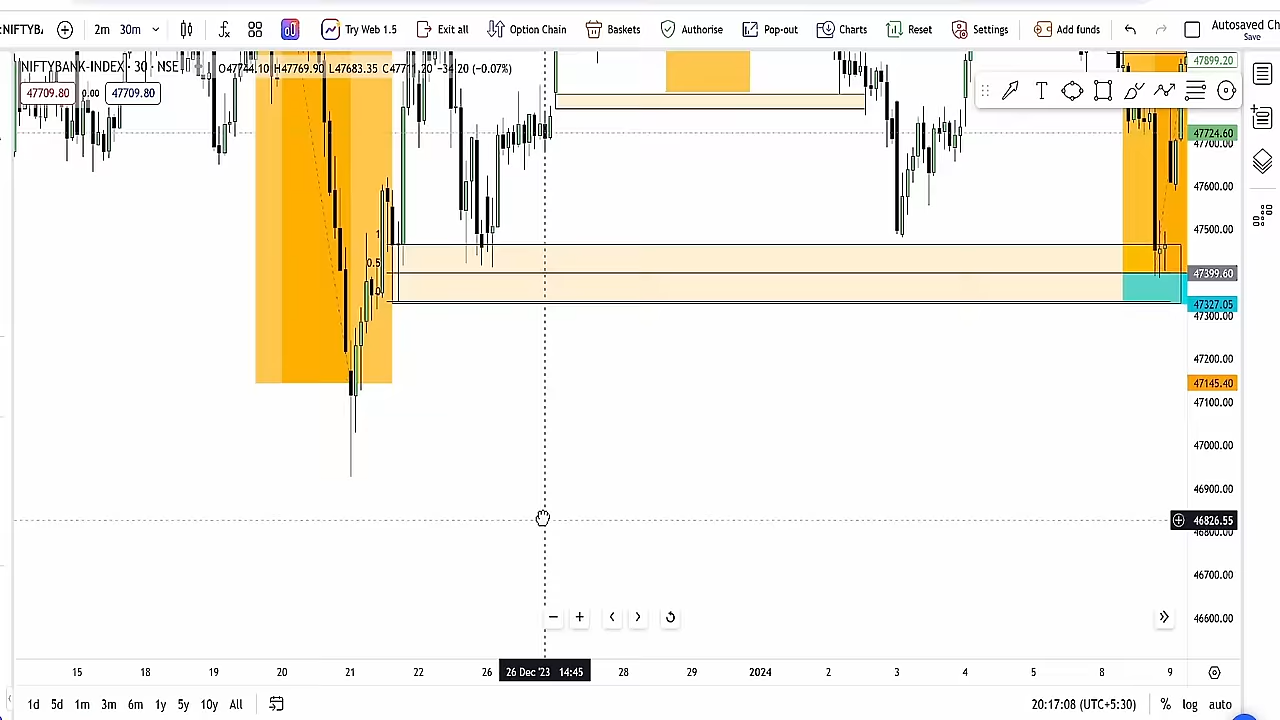 :NIFTYBA 2m 30m Try Web 1.5 Exit all Option Chain Baskets Authorise Pop-out Charts Reset Settings Add funds Autosaved Ch
Save
NIFTYBANK-INDEX · 30 · NSE H47769.90 L47683.35 −34.20 (−0.07%)
47709.80 0.00 47709.80
T
47899.20
47724.60
47700.00
47600.00
47500.00
1
0.5
0
47399.60
47327.05
47300.00
47200.00
47145.40
47100.00
47000.00
46900.00
46826.55
46800.00
46700.00
46600.00
15 18 19 20 21 22 26 26 Dec '23 14:45 28 29 2024 2 3 4 5 8 9
1d 5d 1m 3m 6m 1y 5y 10y All 20:17:08 (UTC+5:30) % log auto